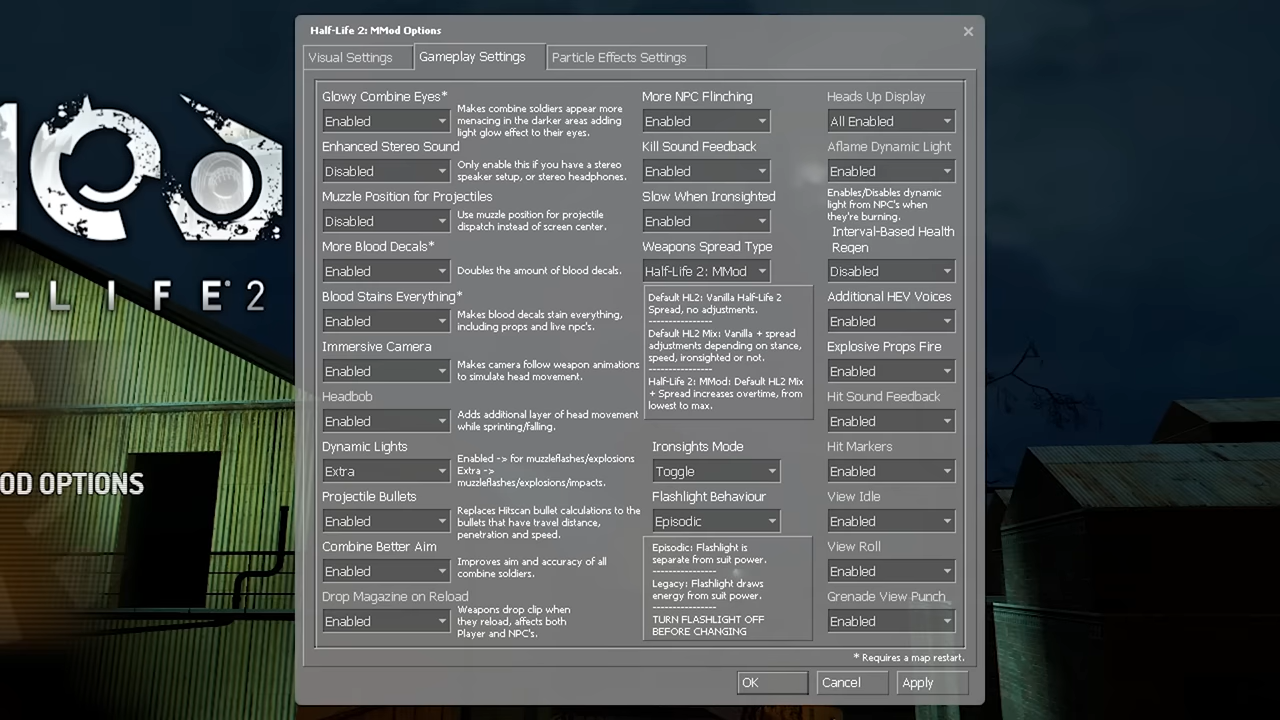 Half-Life 2: MMod Options
Visual Settings
Gameplay Settings
Particle Effects Settings
Glowy Combine Eyes*
Enabled
Makes combine soldiers appear more
menacing in the darker areas adding
light glow effect to their eyes.
Enhanced Stereo Sound
Disabled
Only enable this if you have a stereo
speaker setup, or stereo headphones.
Muzzle Position for Projectiles
Disabled
Use muzzle position for projectile
dispatch instead of screen center.
More Blood Decals*
Enabled
Doubles the amount of blood decals.
Blood Stains Everything*
Enabled
Makes blood decals stain everything,
including props and live npc's.
Immersive Camera
Enabled
Makes camera follow weapon animations
to simulate head movement.
Headbob
Enabled
Adds additional layer of head movement
while sprinting/falling.
Dynamic Lights
Extra
Enabled -> for muzzleflashes/explosions
Extra ->
muzzleflashes/explosions/impacts.
Projectile Bullets
Enabled
Replaces Hitscan bullet calculations to the
bullets that have travel distance,
penetration and speed.
Combine Better Aim
Enabled
Improves aim and accuracy of all
combine soldiers.
Drop Magazine on Reload
Enabled
Weapons drop clip when
they reload, affects both
Player and NPC's.
More NPC Flinching
Enabled
Kill Sound Feedback
Enabled
Slow When Ironsighted
Enabled
Weapons Spread Type
Half-Life 2: MMod
Default HL2: Vanilla Half-Life 2
Spread, no adjustments.
----------------
Default HL2 Mix: Vanilla + spread
adjustments depending on stance,
speed, ironsighted or not.
----------------
Half-Life 2: MMod: Default HL2 Mix
+ Spread increases overtime, from
lowest to max.
Ironsights Mode
Toggle
Flashlight Behaviour
Episodic
Episodic: Flashlight is
separate from suit power.
----------------
Legacy: Flashlight draws
energy from suit power.
----------------
TURN FLASHLIGHT OFF
BEFORE CHANGING
Heads Up Display
All Enabled
Aflame Dynamic Light
Enabled
Enables/Disables dynamic
light from NPC's when
they're burning.
Interval-Based Health
Regen
Disabled
Additional HEV Voices
Enabled
Explosive Props Fire
Enabled
Hit Sound Feedback
Enabled
Hit Markers
Enabled
View Idle
Enabled
View Roll
Enabled
Grenade View Punch
Enabled
* Requires a map restart.
OK
Cancel
Apply
-LIFE 2
OD OPTIONS